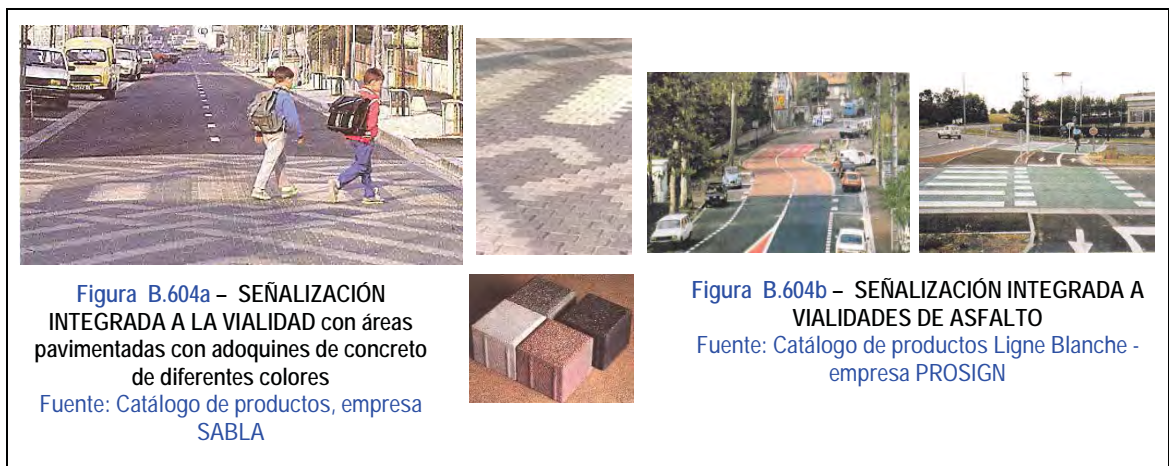 Figura B.604a – SEÑALIZACIÓN
INTEGRADA A LA VIALIDAD con áreas
pavimentadas con adoquines de concreto
de diferentes colores
Fuente: Catálogo de productos, empresa
SABLA
Figura B.604b – SEÑALIZACIÓN INTEGRADA A
VIALIDADES DE ASFALTO
Fuente: Catálogo de productos Ligne Blanche -
empresa PROSIGN